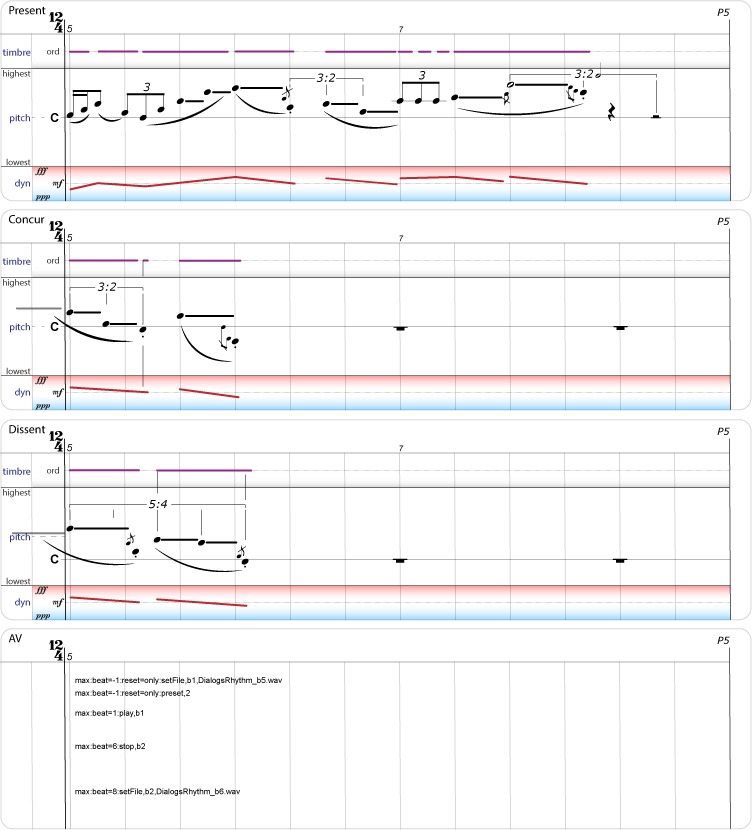 Present
P5
12
4
5
7
timbre
ord
highest
3
3:2
3
3:2
pitch
C
lowest
fff
dyn
mf
ppp
Concur
P5
12
4
5
7
timbre
ord
highest
3:2
pitch
C
lowest
fff
dyn
mf
ppp
Dissent
P5
12
4
5
7
timbre
ord
highest
5:4
pitch
C
lowest
fff
dyn
mf
ppp
AV
P5
12
4
5
max:beat=-1:reset=only:setFile,b1,DialogsRhythm_b5.wav
max:beat=-1:reset=only:preset,2
max:beat=1:play,b1
max:beat=6:stop,b2
max:beat=8:setFile,b2,DialogsRhythm_b6.wav